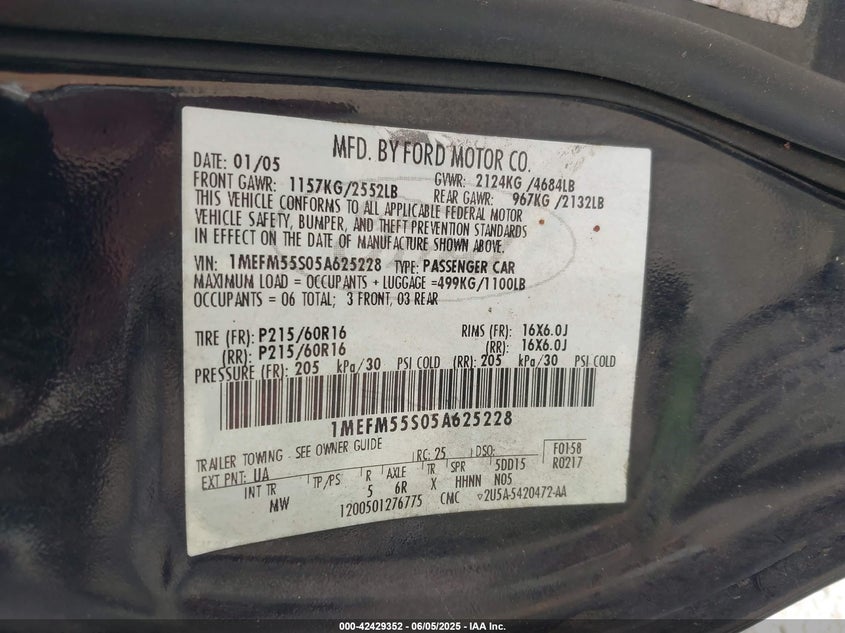 MFD. BY FORD MOTOR CO.
DATE: 01/05
GVWR: 2124KG/4684LB
FRONT GAWR: 1157KG/2552LB
REAR GAWR: 967KG/2132LB
THIS VEHICLE CONFORMS TO ALL APPLICABLE FEDERAL MOTOR
VEHICLE SAFETY, BUMPER, AND THEFT PREVENTION STANDARDS
IN EFFECT ON THE DATE OF MANUFACTURE SHOWN ABOVE.
VIN: 1MEFM55S05A625228 TYPE: PASSENGER CAR
MAXIMUM LOAD = OCCUPANTS + LUGGAGE =499KG/1100LB
OCCUPANTS = 06 TOTAL; 3 FRONT, 03 REAR
TIRE (FR): P215/60R16 RIMS (FR): 16X6.0J
(RR): P215/60R16 (RR): 16X6.0J
PRESSURE (FR): 205 kPa/30 PSI COLD (RR): 205 kPa/30 PSI COLD
1MEFM55S05A625228
TRAILER TOWING - SEE OWNER GUIDE RC: 25 DSO: F0158
EXT PNT: UA R0217
INT TR TP/PS R AXLE TR SPR 5DDT5
MW 5 6R X HHNN N05
1200501276775 CMC 2U5A-5420472-AA
000-42429352 | 06/05/2025 - IAA Inc.